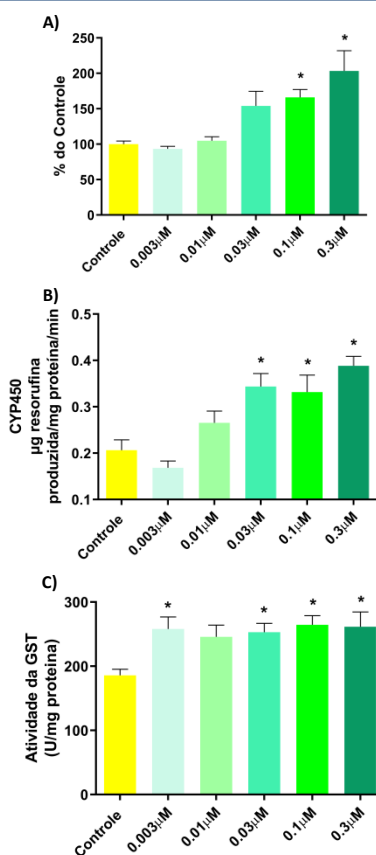 A)
% do Controle
250
200
150
100
50
0
*
*
Controle
0.003µM
0.01µM
0.03µM
0.1µM
0.3µM
B)
CYP450
µg resorufina
produzida/mg proteína/min
0.5
0.4
0.3
0.2
0.1
*
*
*
Controle
0.003µM
0.01µM
0.03µM
0.1µM
0.3µM
C)
Atividade da GST
(U/mg proteína)
300
200
100
0
*
*
*
*
Controle
0.003µM
0.01µM
0.03µM
0.1µM
0.3µM